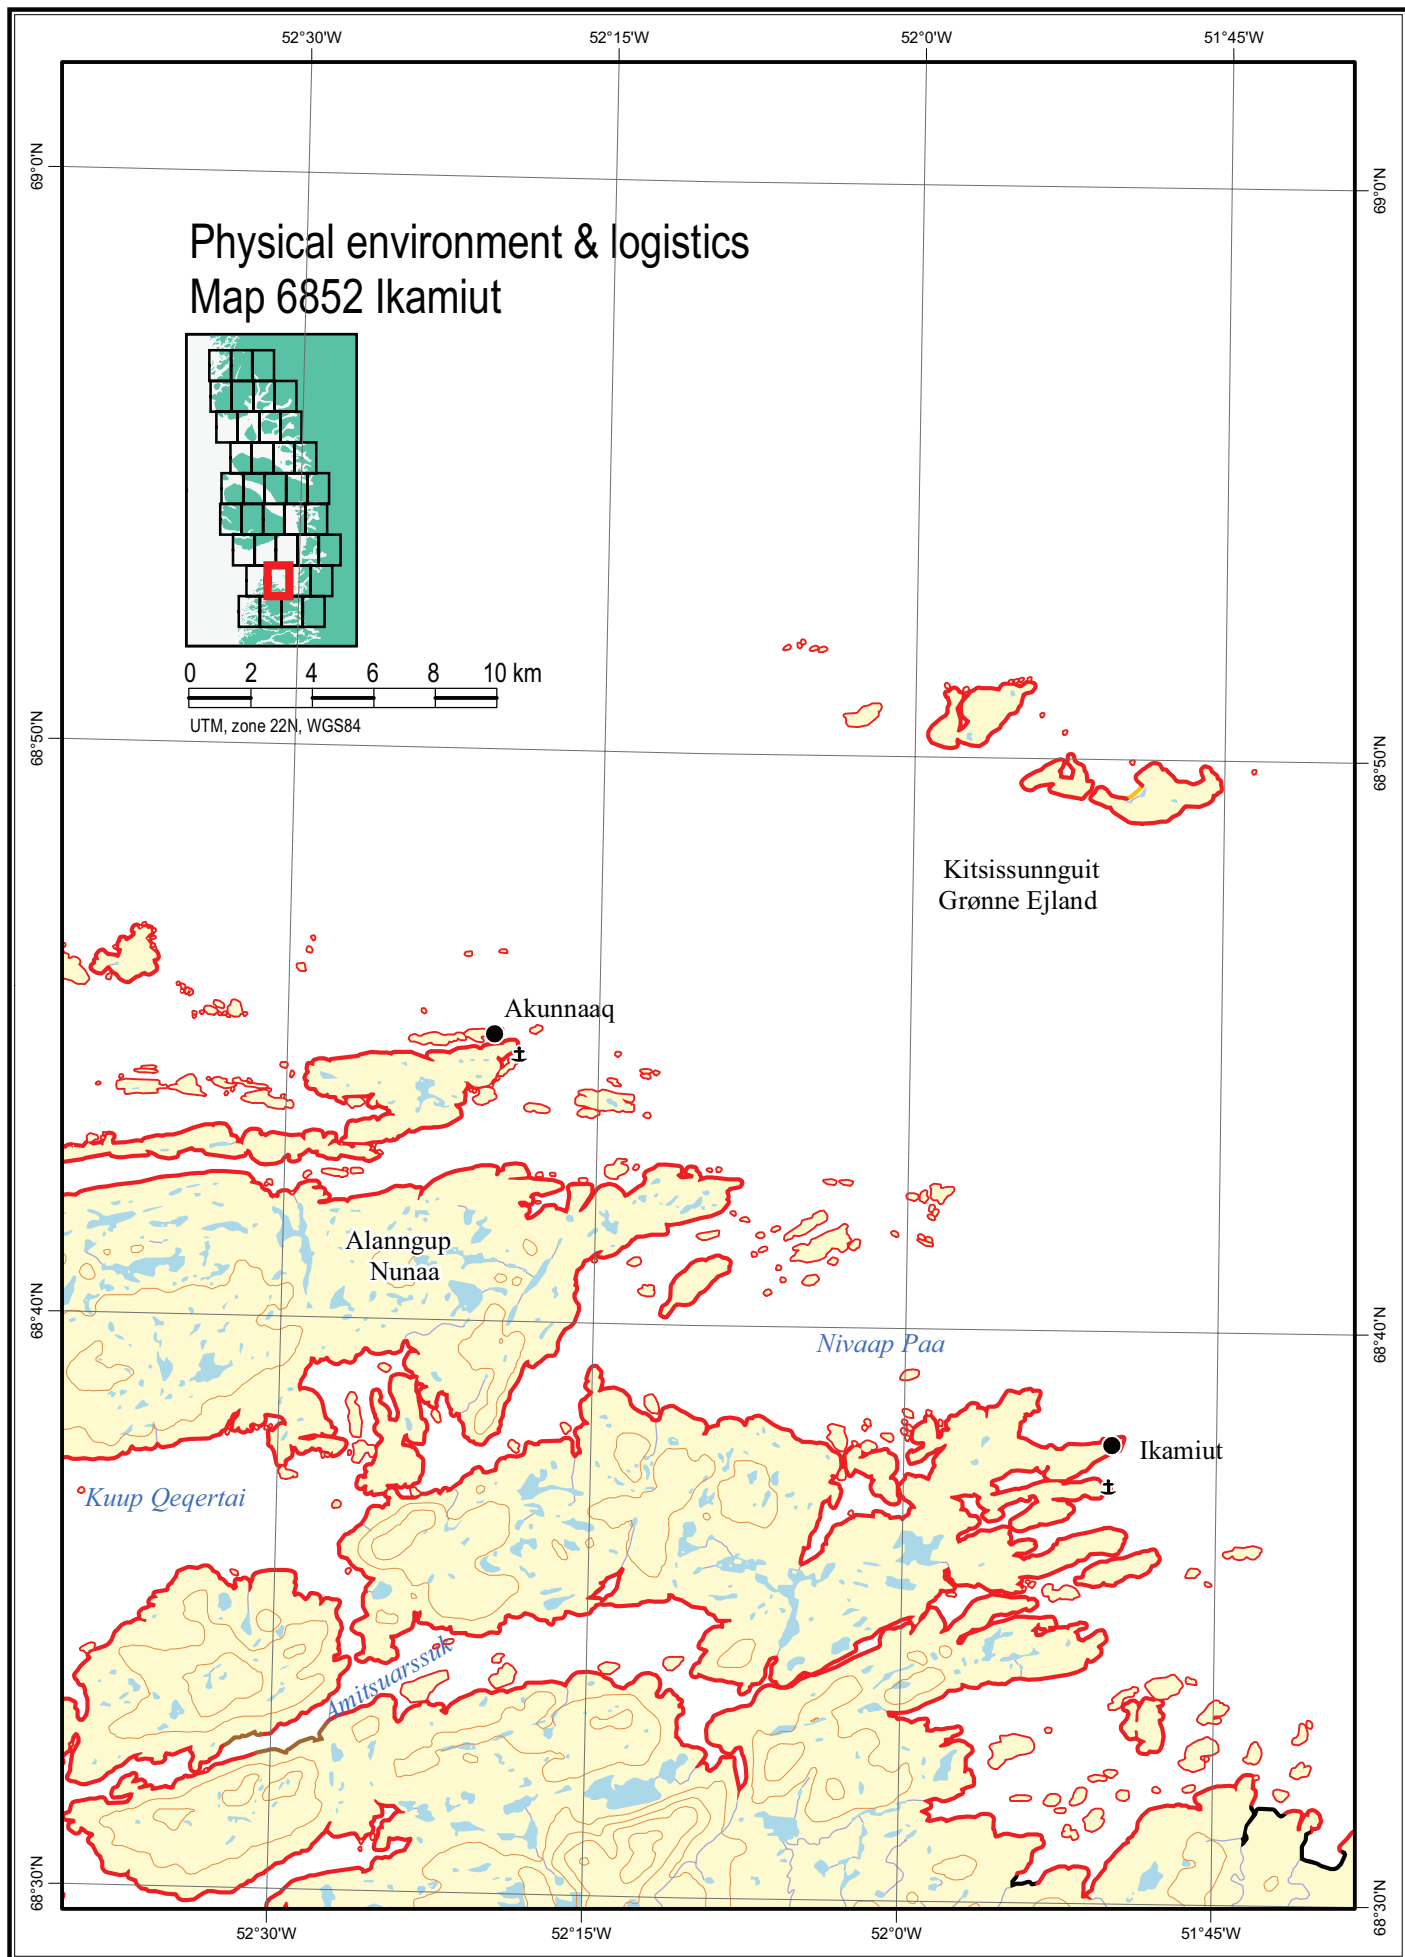 52°30'W 52°15'W 52°0'W 51°45'W
69°0'N
69°0'N
Physical environment & logistics
Map 6852 Ikamiut
0 2 4 6 8 10 km
UTM, zone 22N, WGS84
68°50'N
68°50'N
Kitsissunnguit
Grønne Ejland
Akunnaaq
Alanngup
Nunaa
68°40'N
68°40'N
Nivaap Paa
Ikamiut
Kuup Qeqertai
Amitsuarssuk
68°30'N
68°30'N
52°30'W 52°15'W 52°0'W 51°45'W